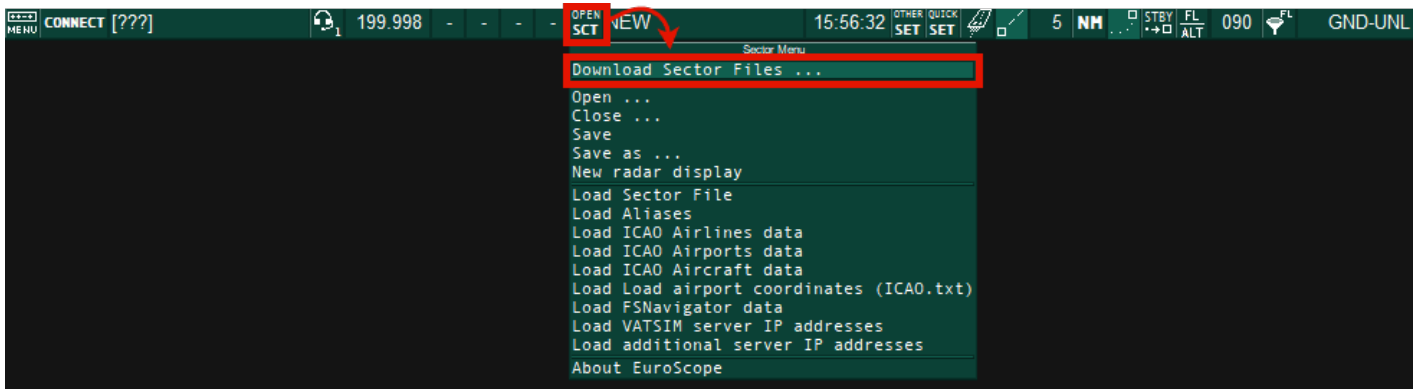 MENU CONNECT [???] 1 199.998 - - - - OPEN SCT NEW 15:56:32 OTHER SET QUICK SET 5 NM STBY FL ALT 090 FL GND-UNL
Sector Menu
Download Sector Files ...
Open ...
Close ...
Save
Save as ...
New radar display
Load Sector File
Load Aliases
Load ICAO Airlines data
Load ICAO Airports data
Load ICAO Aircraft data
Load Load airport coordinates (ICAO.txt)
Load FSNavigator data
Load VATSIM server IP addresses
Load additional server IP addresses
About EuroScope